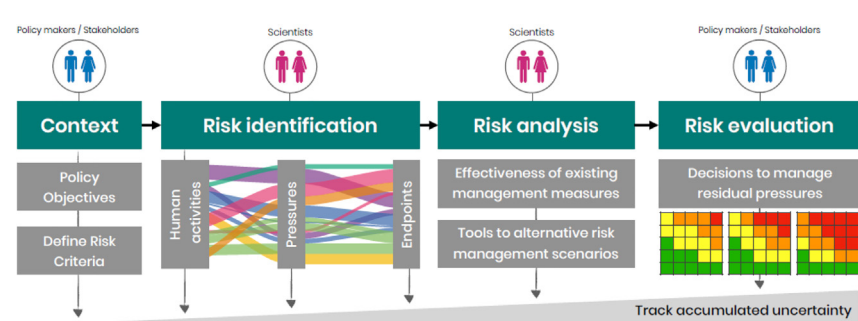 Policy makers / Stakeholders
Scientists
Scientists
Policy makers / Stakeholders
Context
Risk identification
Risk analysis
Risk evaluation
Policy
Objectives
Define Risk
Criteria
Human
activities
Pressures
Endpoints
Effectiveness of existing
management measures
Tools to alternative risk
management scenarios
Decisions to manage
residual pressures
Track accumulated uncertainty